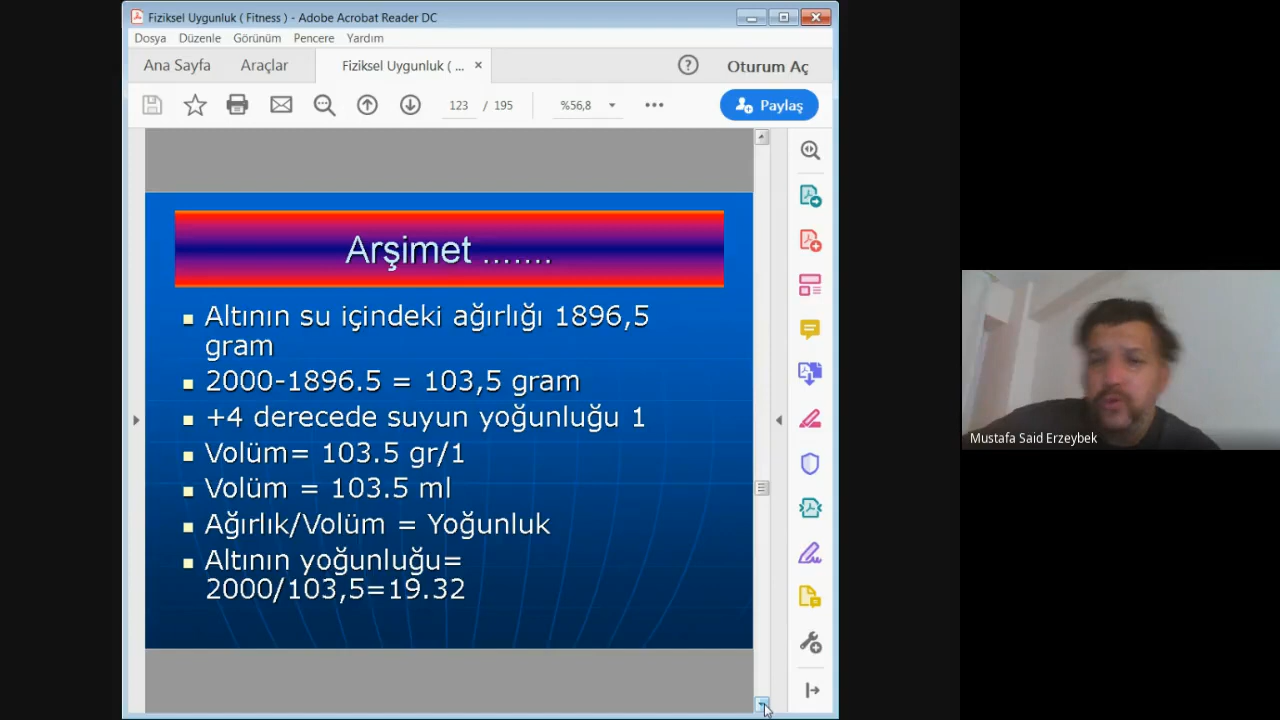 Fiziksel Uygunluk ( Fitness ) - Adobe Acrobat Reader DC
Dosya Düzenle Görünüm Pencere Yardım
Ana Sayfa Araçlar Fiziksel Uygunluk ( ... × ? Oturum Aç
123 / 195 %56,8 Paylaş
Arşimet .......
Altının su içindeki ağırlığı 1896,5
gram
2000-1896.5 = 103,5 gram
+4 derecede suyun yoğunluğu 1
Volüm= 103.5 gr/1
Volüm = 103.5 ml
Ağırlık/Volüm = Yoğunluk
Altının yoğunluğu=
2000/103,5=19.32
Mustafa Said Erzeybek